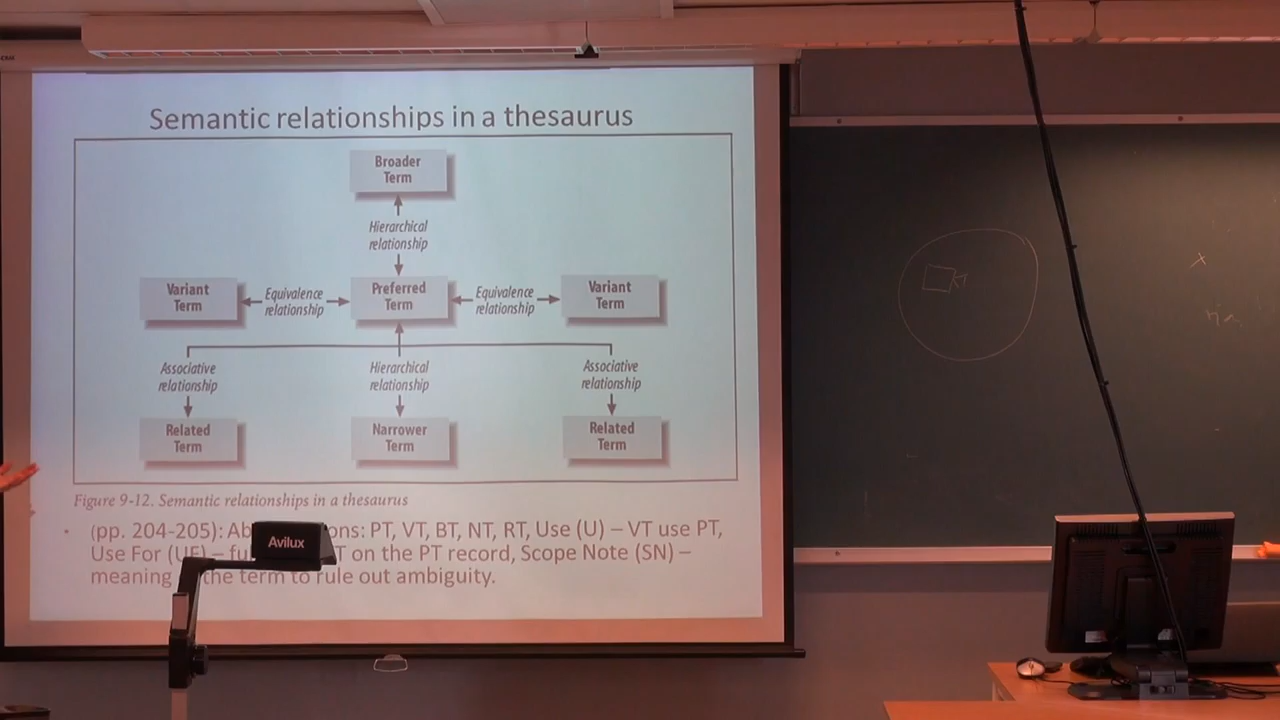 Semantic relationships in a thesaurus
Broader
Term
Hierarchical
relationship
Variant
Term
Equivalence
relationship
Preferred
Term
Equivalence
relationship
Variant
Term
Associative
relationship
Hierarchical
relationship
Associative
relationship
Related
Term
Narrower
Term
Related
Term
Figure 9-12. Semantic relationships in a thesaurus
• (pp. 204-205): PT, VT, BT, NT, RT, Use (U) – VT use PT,
Use For (UF) – on the PT record, Scope Note (SN) –
meaning the term to rule out ambiguity.
Avilux